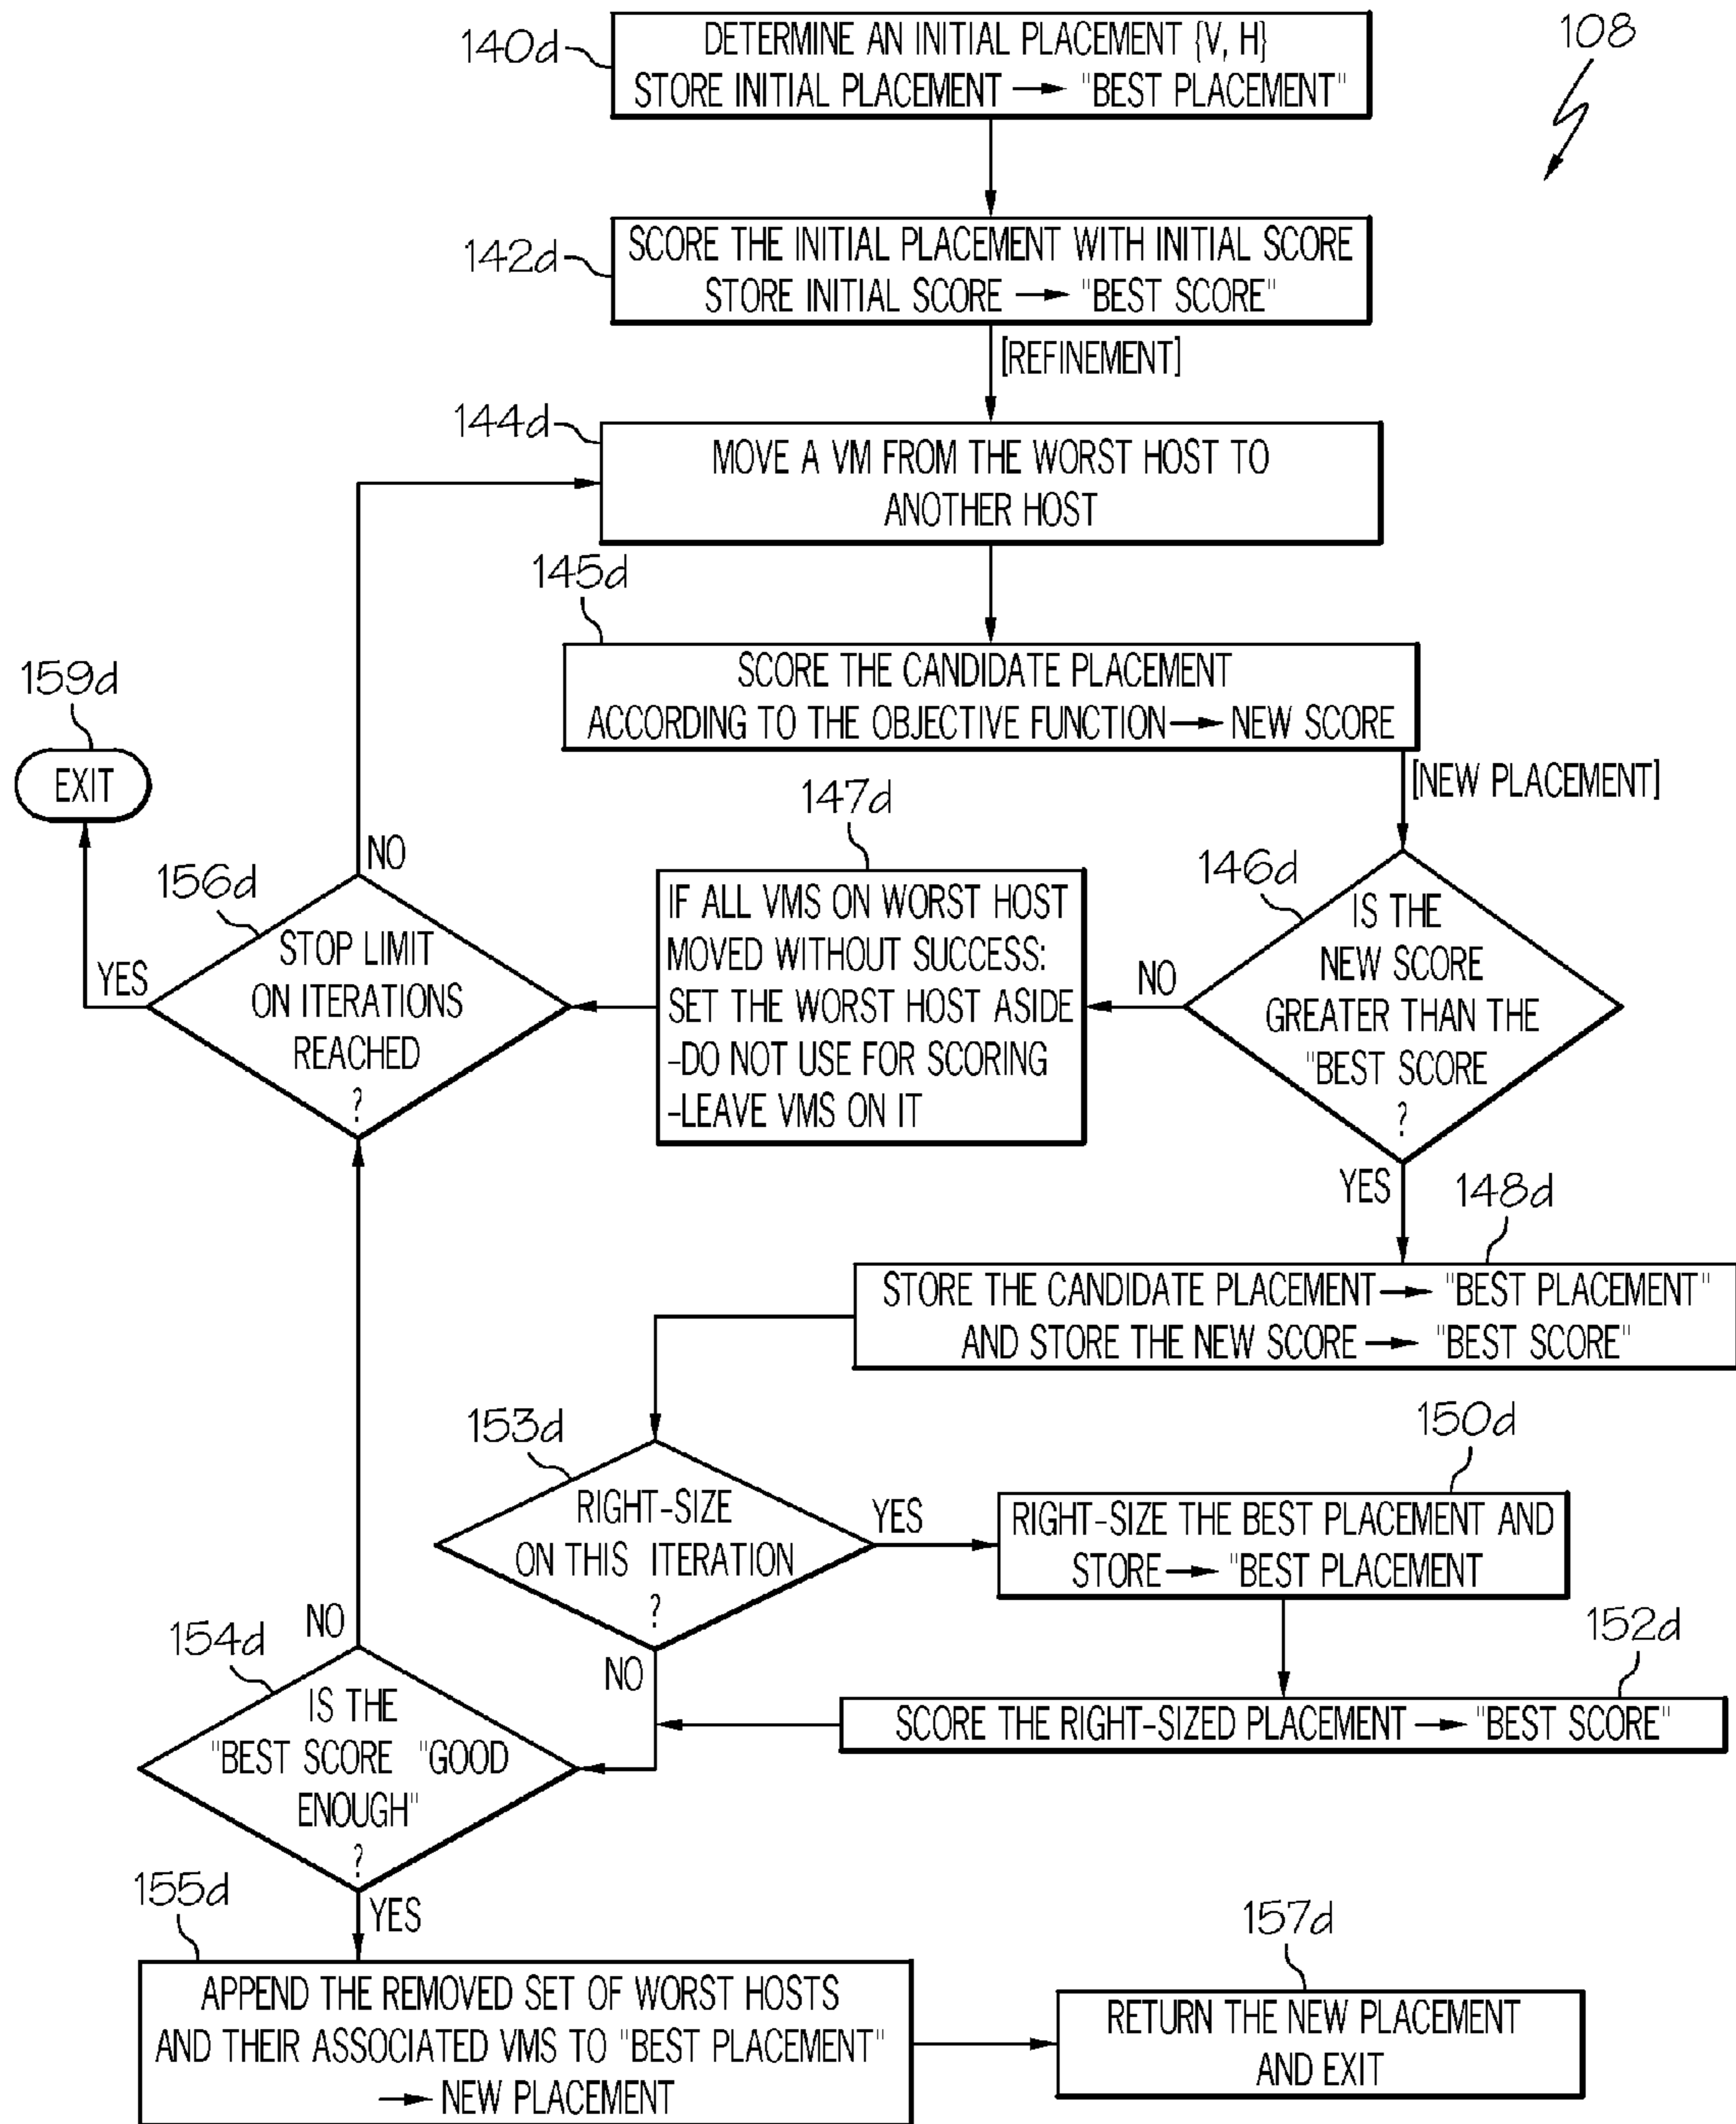 108
140d
DETERMINE AN INITIAL PLACEMENT {V, H}
STORE INITIAL PLACEMENT → "BEST PLACEMENT"
142d
SCORE THE INITIAL PLACEMENT WITH INITIAL SCORE
STORE INITIAL SCORE → "BEST SCORE"
[REFINEMENT]
144d
MOVE A VM FROM THE WORST HOST TO
ANOTHER HOST
145d
SCORE THE CANDIDATE PLACEMENT
ACCORDING TO THE OBJECTIVE FUNCTION → NEW SCORE
[NEW PLACEMENT]
146d
IS THE
NEW SCORE
GREATER THAN THE
"BEST SCORE
?
NO
YES
147d
IF ALL VMS ON WORST HOST
MOVED WITHOUT SUCCESS:
SET THE WORST HOST ASIDE
-DO NOT USE FOR SCORING
-LEAVE VMS ON IT
156d
STOP LIMIT
ON ITERATIONS
REACHED
?
NO
YES
159d
EXIT
148d
STORE THE CANDIDATE PLACEMENT → "BEST PLACEMENT"
AND STORE THE NEW SCORE → "BEST SCORE"
153d
RIGHT-SIZE
ON THIS ITERATION
?
YES
NO
150d
RIGHT-SIZE THE BEST PLACEMENT AND
STORE → "BEST PLACEMENT
152d
SCORE THE RIGHT-SIZED PLACEMENT → "BEST SCORE"
154d
IS THE
"BEST SCORE "GOOD
ENOUGH"
?
NO
YES
155d
APPEND THE REMOVED SET OF WORST HOSTS
AND THEIR ASSOCIATED VMS TO "BEST PLACEMENT"
→ NEW PLACEMENT
157d
RETURN THE NEW PLACEMENT
AND EXIT